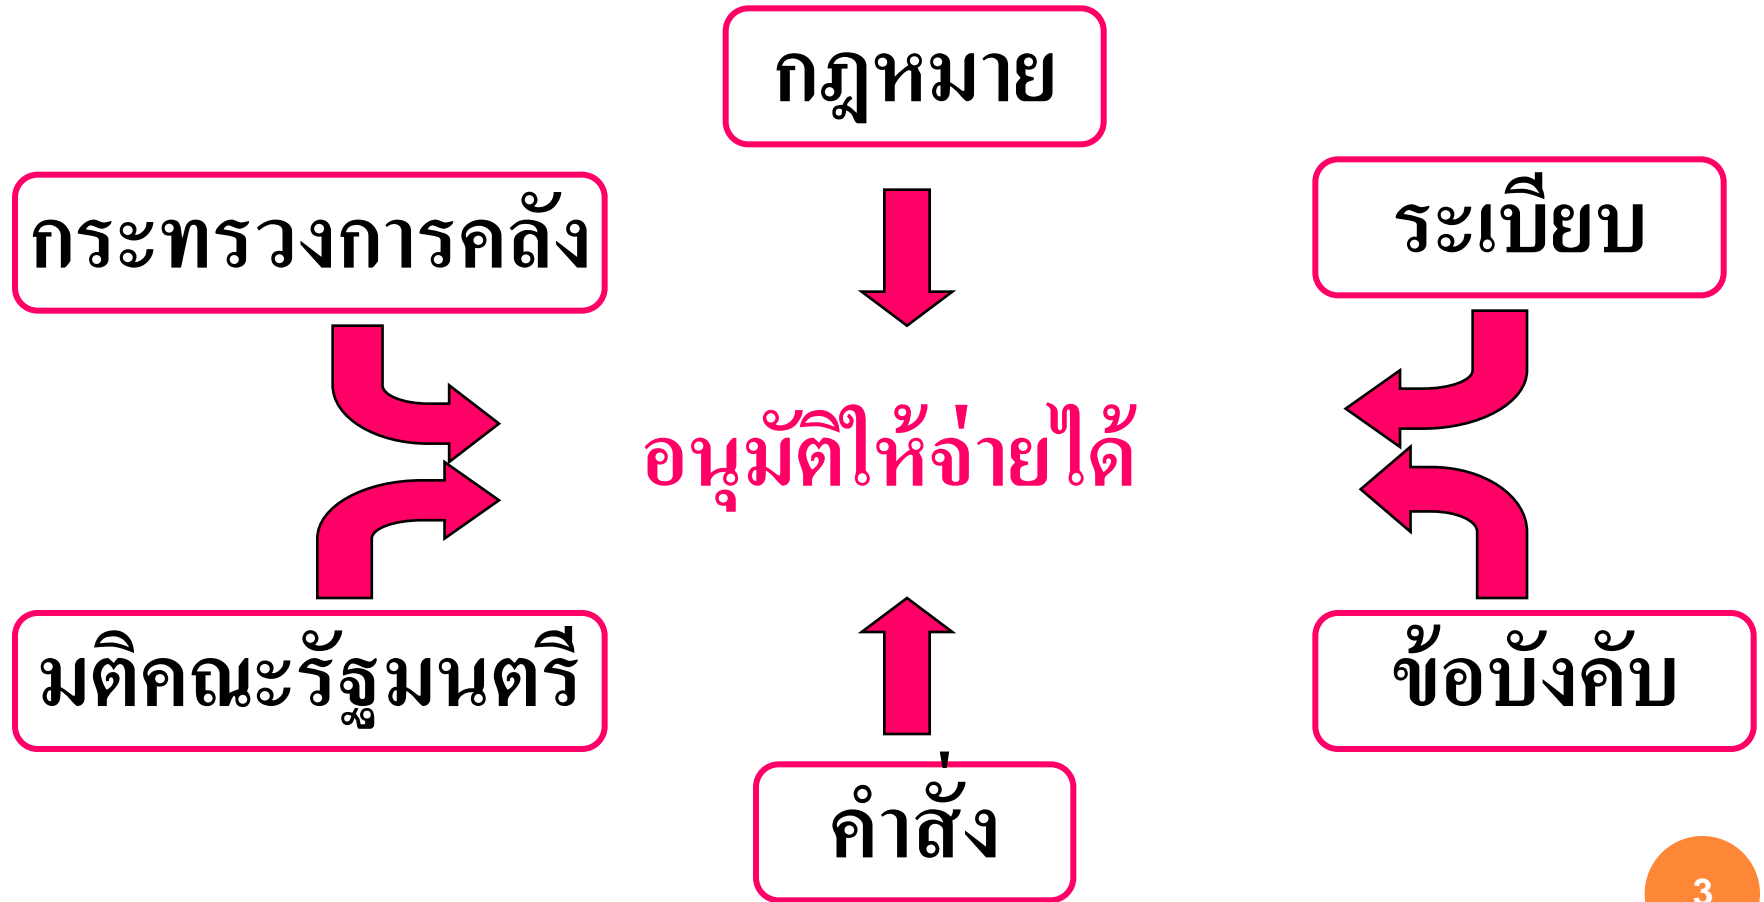 กฎหมาย
กระทรวงการคลัง
ระเบียบ
อนุมัติให้จ่ายได้
มติคณะรัฐมนตรี
ข้อบังคับ
คำสั่ง
3